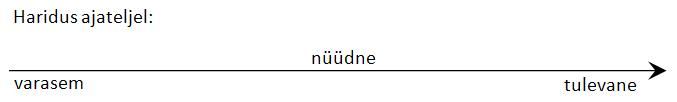 Haridus ajateljel:
nüüdne
varasem
tulevane